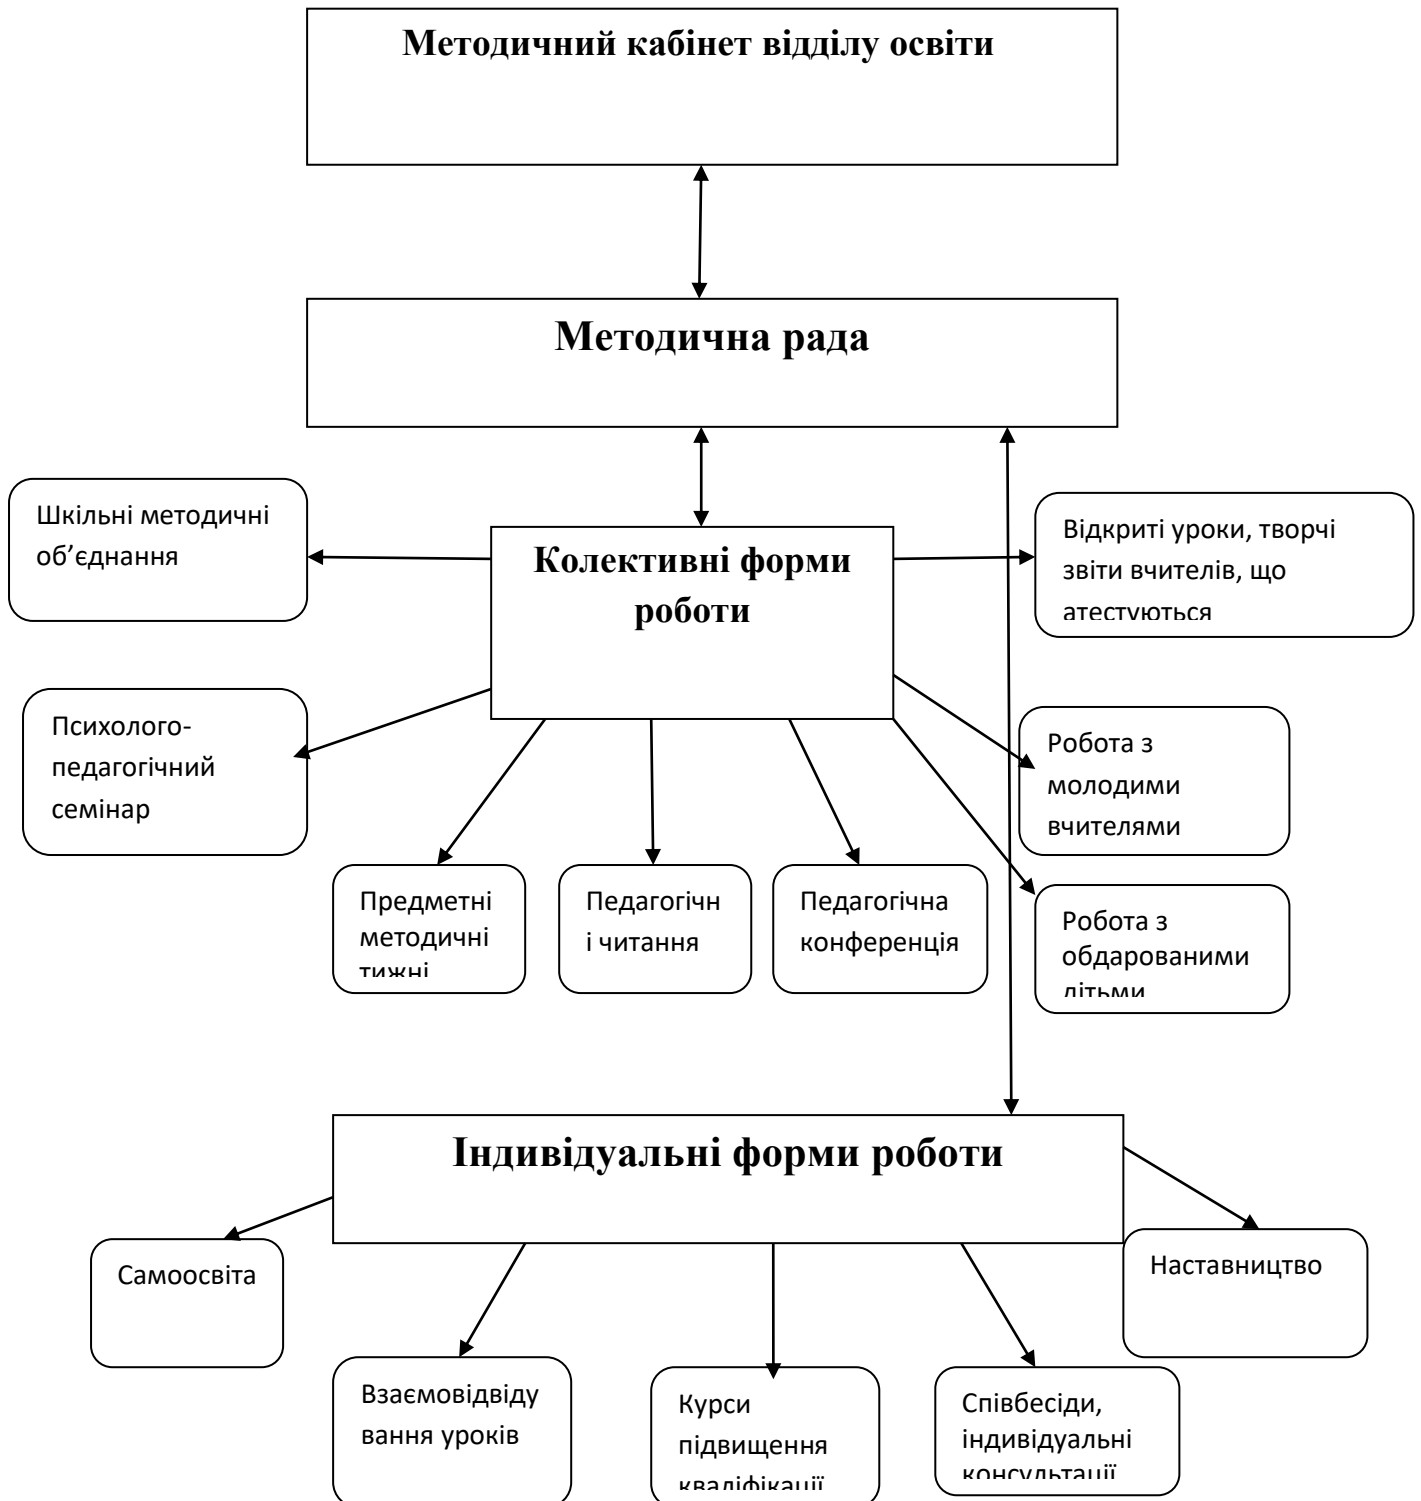 Методичний кабінет відділу освіти
Методична рада
Шкільні методичні
об’єднання
Колективні форми
роботи
Відкриті уроки, творчі
звіти вчителів, що
атестуються
Психолого-
педагогічний
семінар
Робота з
молодими
вчителями
Предметні
методичні
тижні
Педагогічн
і читання
Педагогічна
конференція
Робота з
обдарованими
дітьми
Індивідуальні форми роботи
Самоосвіта
Наставництво
Взаємовідвіду
вання уроків
Курси
підвищення
кваліфікації
Співбесіди,
індивідуальні
консультації